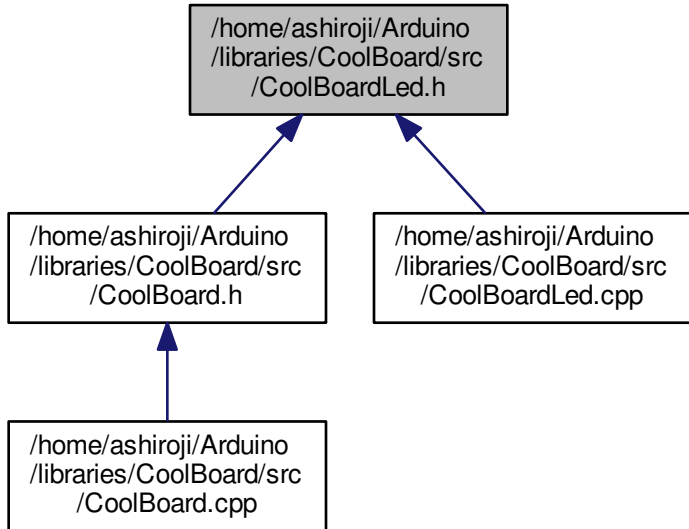 /home/ashiroji/Arduino
/libraries/CoolBoard/src
/CoolBoardLed.h
/home/ashiroji/Arduino
/libraries/CoolBoard/src
/CoolBoard.h
/home/ashiroji/Arduino
/libraries/CoolBoard/src
/CoolBoardLed.cpp
/home/ashiroji/Arduino
/libraries/CoolBoard/src
/CoolBoard.cpp